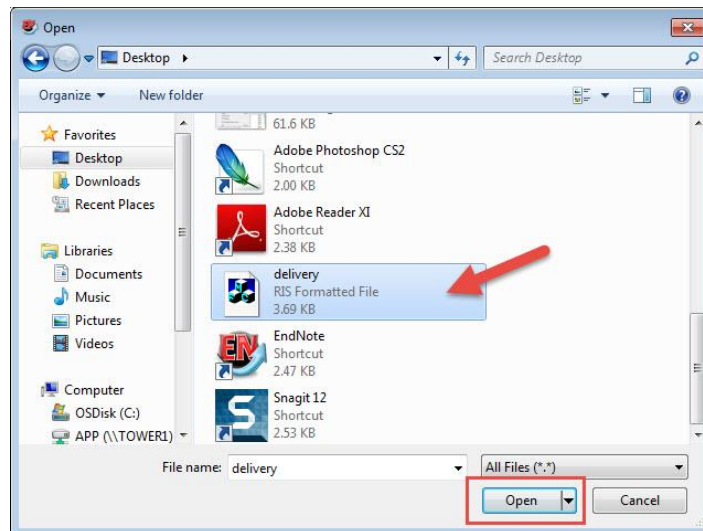 Open
Desktop
Search Desktop
Organize
New folder
Favorites
Desktop
Downloads
Recent Places
Libraries
Documents
Music
Pictures
Videos
Computer
OSDisk (C:)
APP (\\TOWER1)
61.6 KB
Adobe Photoshop CS2
Shortcut
2.00 KB
Adobe Reader XI
Shortcut
2.38 KB
delivery
RIS Formatted File
3.69 KB
EndNote
Shortcut
2.47 KB
Snagit 12
Shortcut
2.53 KB
File name: delivery
All Files (*.*)
Open
Cancel